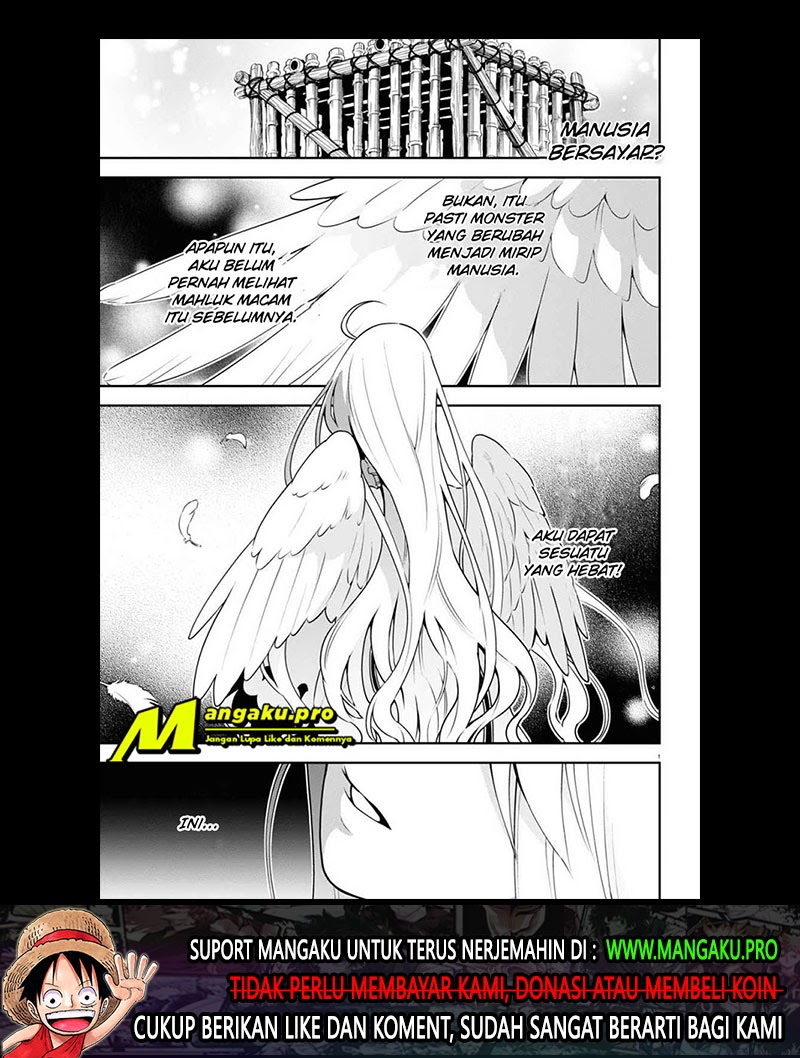 MANUSIA
BERSAYAP?
BUKAN, ITU
PASTI MONSTER
YANG BERUBAH
MENJADI MIRIP
MANUSIA.
APAPUN ITU,
AKU BELUM
PERNAH MELIHAT
MAHLUK MACAM
ITU SEBELUMNYA.
AKU DAPAT
SESUATU
YANG HEBAT!
Mangaku.pro
Jangan Lupa Like dan Komennya
1
INI...
SUPORT MANGAKU UNTUK TERUS NERJEMAHIN DI : WWW.MANGAKU.PRO
TIDAK PERLU MEMBAYAR KAMI, DONASI ATAU MEMBELI KOIN
CUKUP BERIKAN LIKE DAN KOMENT, SUDAH SANGAT BERARTI BAGI KAMI